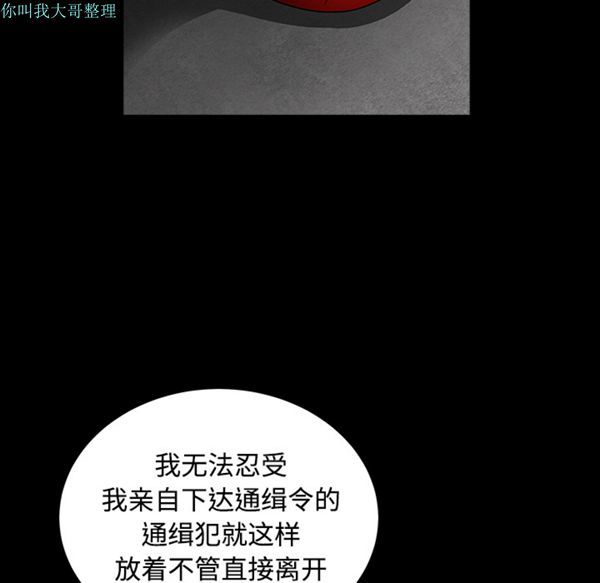 你叫我大哥整理
我无法忍受
我亲自下达通缉令的
通缉犯就这样
放着不管直接离开